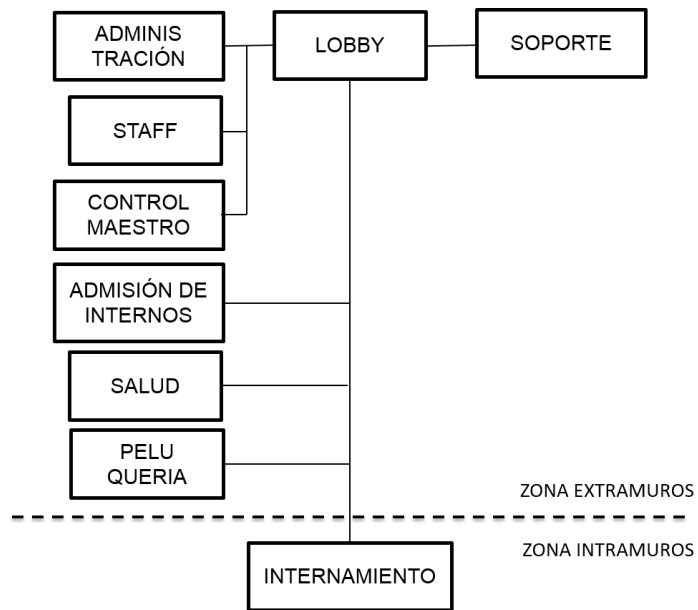 ADMINIS
TRACIÓN
LOBBY
SOPORTE
STAFF
CONTROL
MAESTRO
ADMISIÓN DE
INTERNOS
SALUD
PELU
QUERIA
ZONA EXTRAMUROS
ZONA INTRAMUROS
INTERNAMIENTO